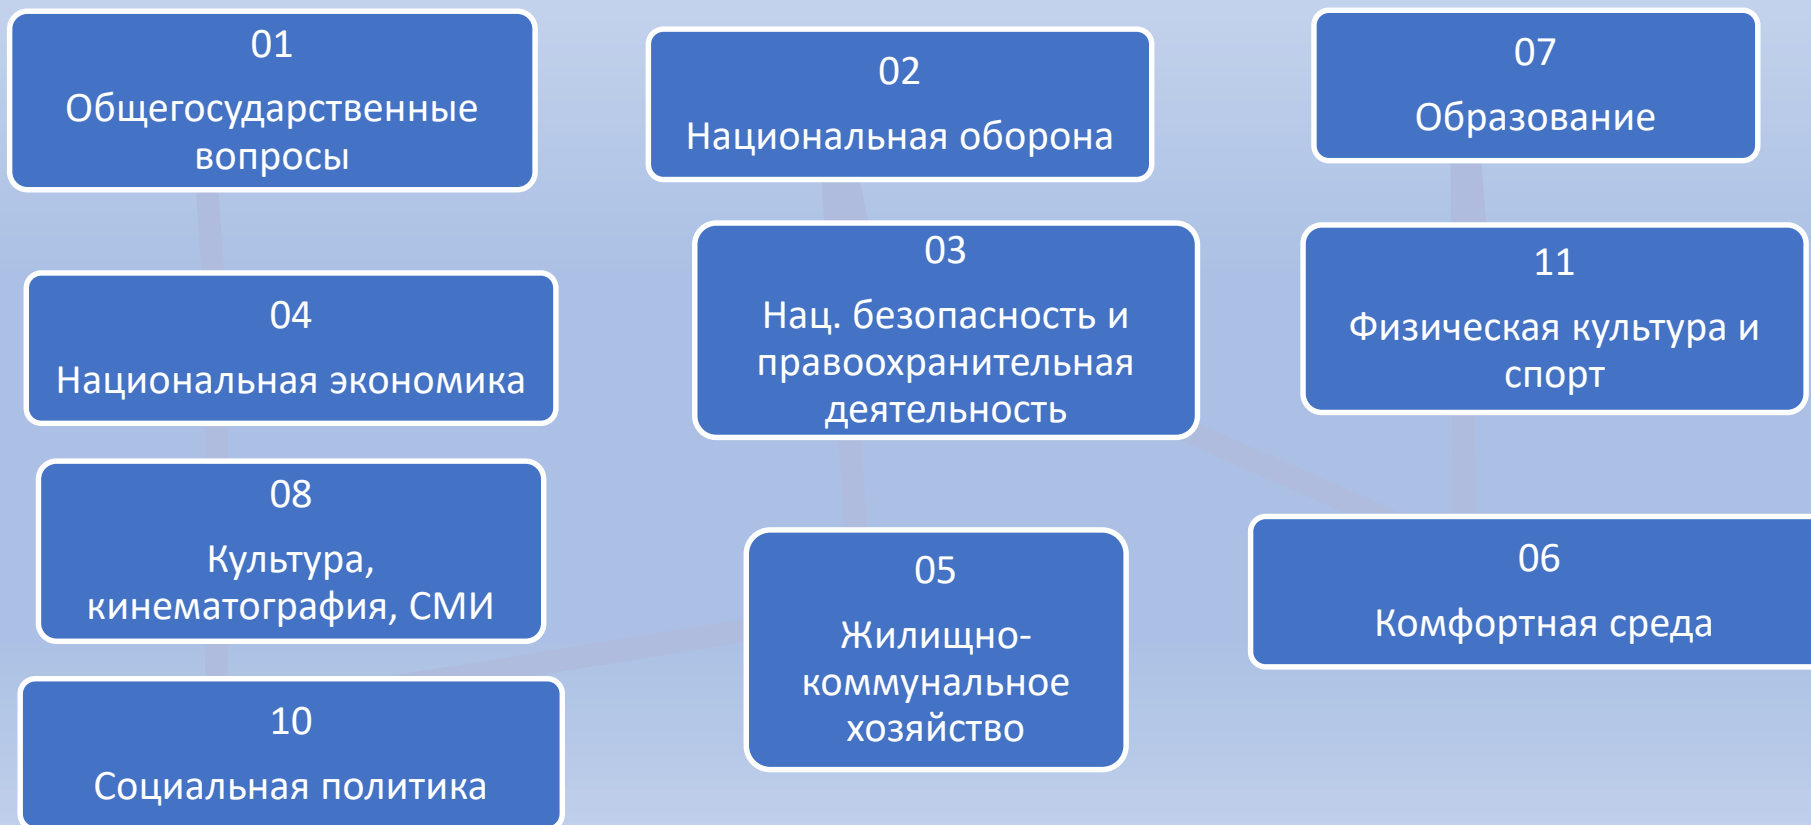 01
Общегосударственные
вопросы
02
Национальная оборона
07
Образование
04
Национальная экономика
03
Нац. безопасность и
правоохранительная
деятельность
11
Физическая культура и
спорт
08
Культура,
кинематография, СМИ
05
Жилищно-
коммунальное
хозяйство
06
Комфортная среда
10
Социальная политика